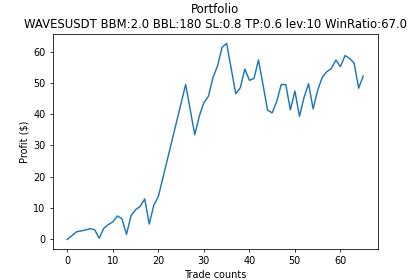 Portfolio
WAVESUSDT BBM:2.0 BBL:180 SL:0.8 TP:0.6 lev:10 WinRatio:67.0
60
50
40
30
20
10
0
Profit ($)
0 10 20 30 40 50 60
Trade counts